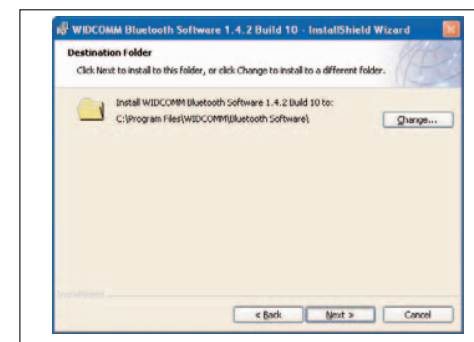 WIDCOMM Bluetooth Software 1.4.2 Build 10 - InstallShield Wizard
Destination Folder
Click Next to install to this folder, or click Change to install to a different folder.
Install WIDCOMM Bluetooth Software 1.4.2 Build 10 to:
C:\Program Files\WIDCOMM\Bluetooth Software\
Change...
InstallShield
< Back
Next >
Cancel